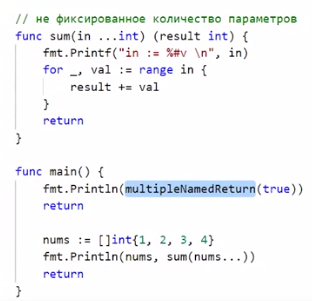 // не фиксированное количество параметров
func sum(in ...int) (result int) {
    fmt.Printf("in := %#v \n", in)
    for _, val := range in {
        result += val
    }
    return
}

func main() {
    fmt.Println(multipleNamedReturn(true))
    return

    nums := []int{1, 2, 3, 4}
    fmt.Println(nums, sum(nums...))
    return
}